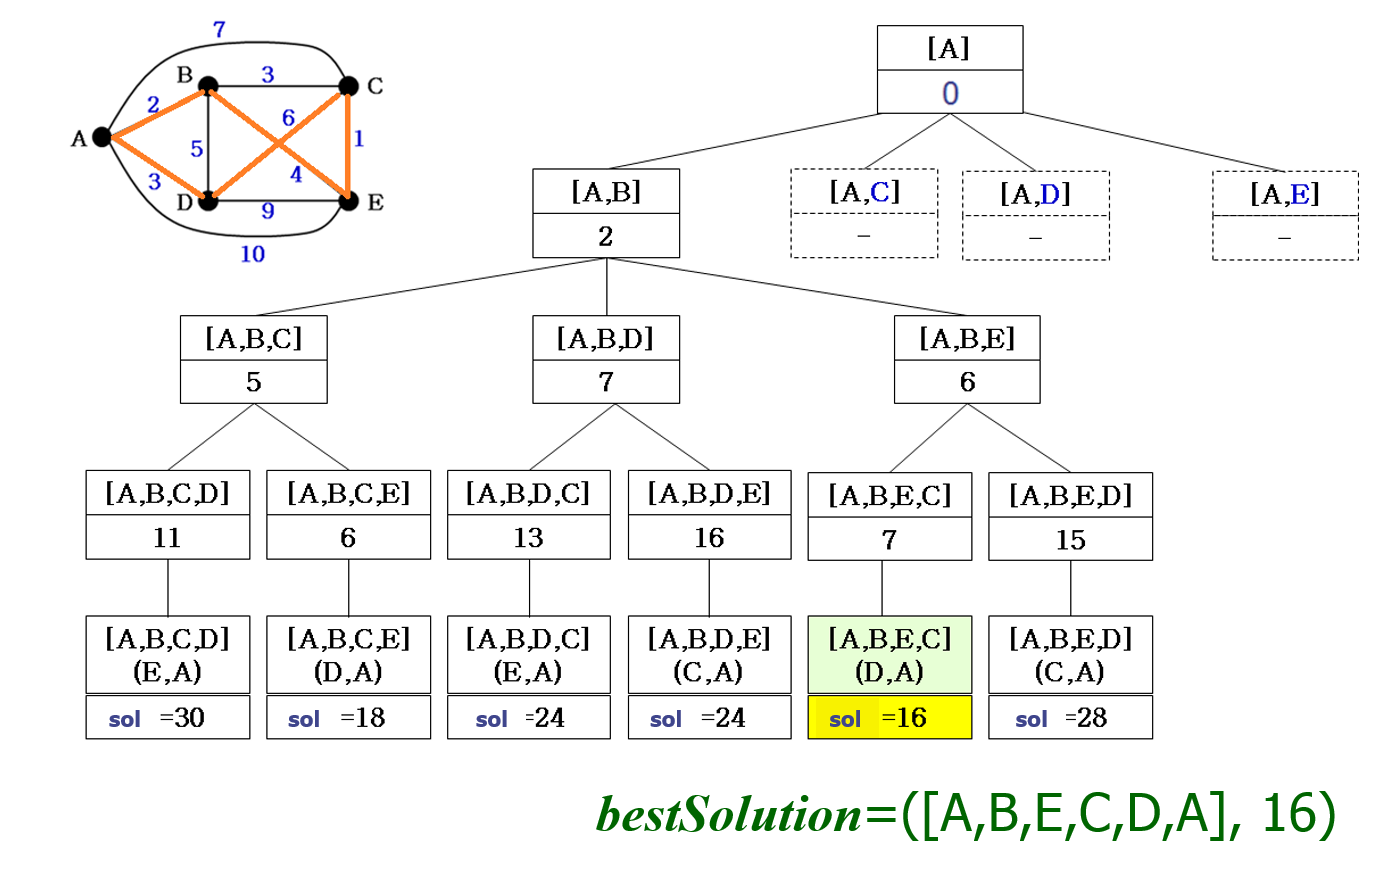 7
B
3
C
2
6
A
5
1
3
4
D
9
E
10
[A]
0
[A,B]
2
[A,C]
–
[A,D]
–
[A,E]
–
[A,B,C]
5
[A,B,D]
7
[A,B,E]
6
[A,B,C,D]
11
[A,B,C,E]
6
[A,B,D,C]
13
[A,B,D,E]
16
[A,B,E,C]
7
[A,B,E,D]
15
[A,B,C,D]
(E,A)
sol =30
[A,B,C,E]
(D,A)
sol =18
[A,B,D,C]
(E,A)
sol =24
[A,B,D,E]
(C,A)
sol =24
[A,B,E,C]
(D,A)
sol =16
[A,B,E,D]
(C,A)
sol =28
bestSolution=([A,B,E,C,D,A], 16)